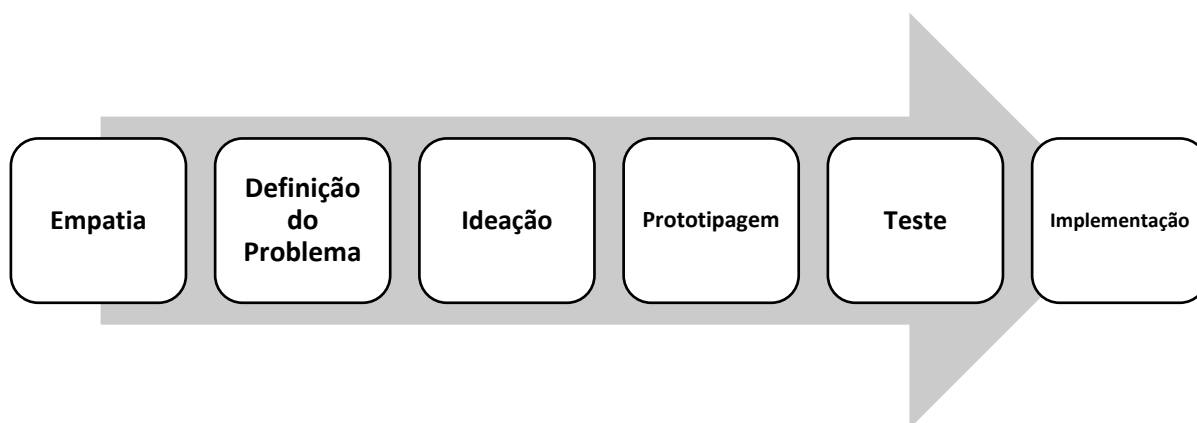 Empatia
Definição
do
Problema
Ideação
Prototipagem
Teste
Implementação